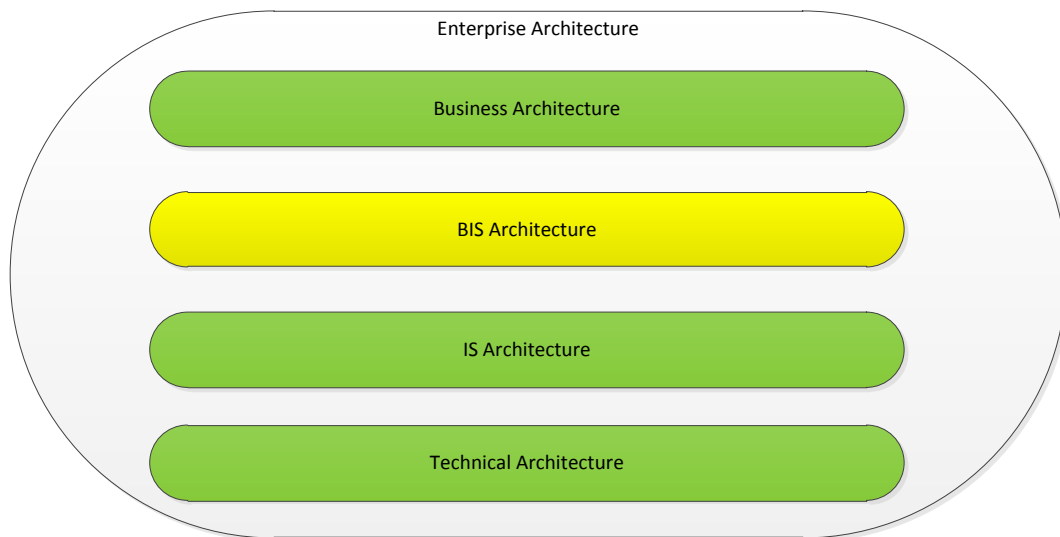 Enterprise Architecture
Business Architecture
BIS Architecture
IS Architecture
Technical Architecture